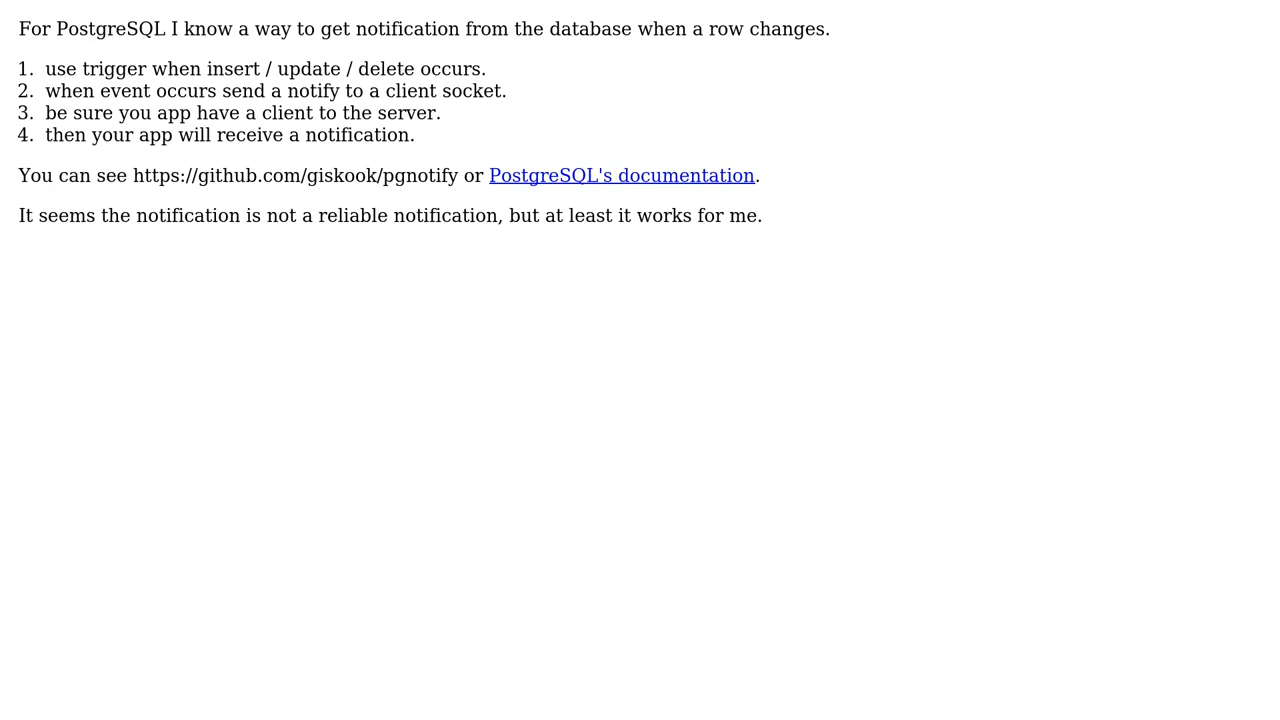 For PostgreSQL I know a way to get notification from the database when a row changes.
1. use trigger when insert / update / delete occurs.
2. when event occurs send a notify to a client socket.
3. be sure you app have a client to the server.
4. then your app will receive a notification.
You can see https://github.com/giskook/pgnotify or PostgreSQL's documentation.
It seems the notification is not a reliable notification, but at least it works for me.